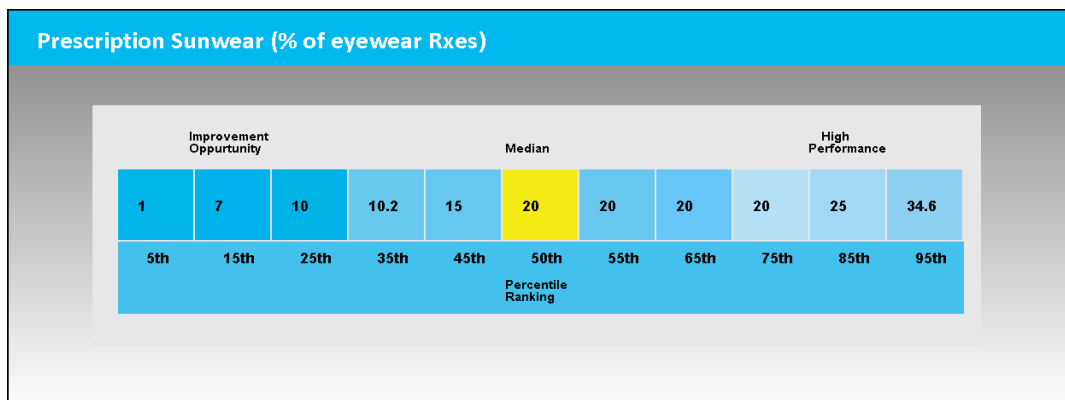 Prescription Sunwear (% of eyewear Rxes)
Improvement
Oppurtunity
Median
High
Performance
1 7 10 10.2 15 20 20 20 20 25 34.6
5th 15th 25th 35th 45th 50th 55th 65th 75th 85th 95th
Percentile
Ranking